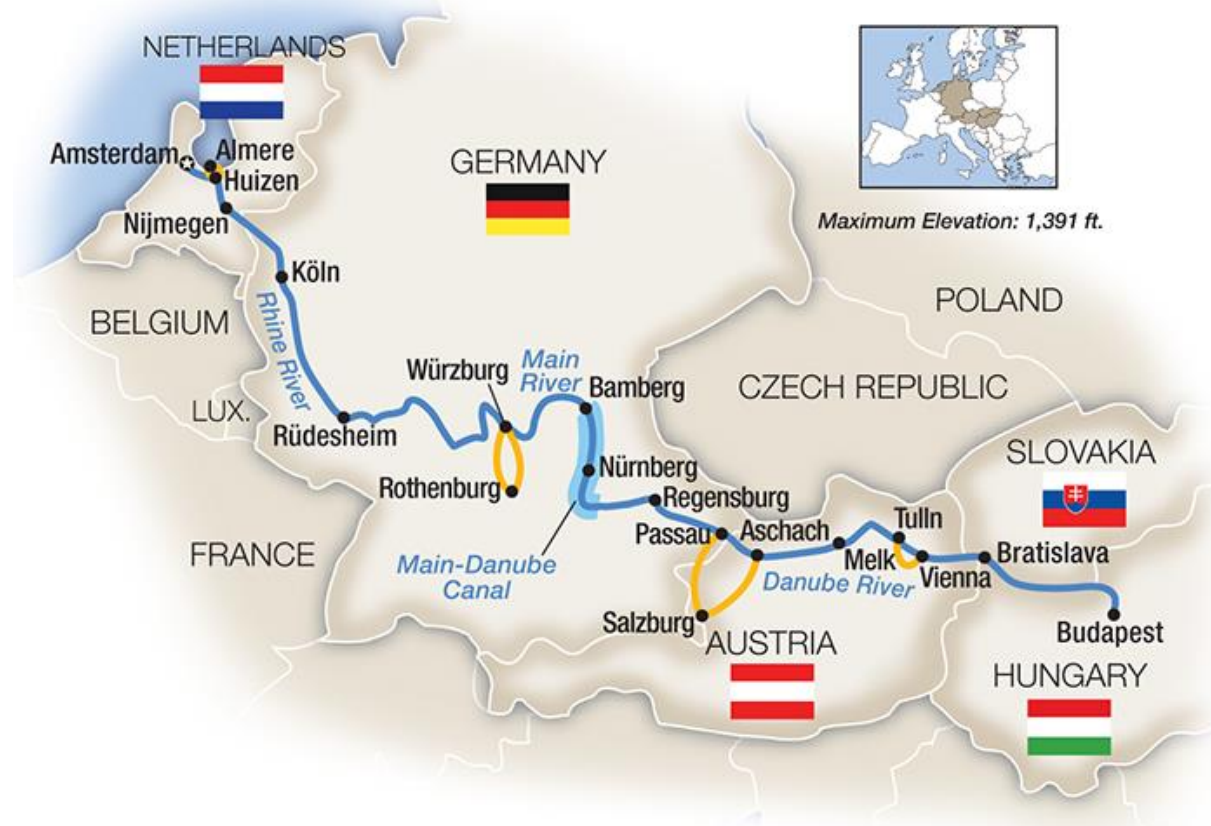 NETHERLANDS
Amsterdam
Almere
Huizen
Nijmegen
GERMANY
Maximum Elevation: 1,391 ft.
Köln
Rhine River
BELGIUM
POLAND
LUX.
Rüdesheim
Würzburg
Main
River
Bamberg
CZECH REPUBLIC
Rothenburg
Nürnberg
SLOVAKIA
Regensburg
Passau
Aschach
Tulln
Melk
Vienna
Bratislava
FRANCE
Main-Danube
Canal
Danube River
Salzburg
AUSTRIA
Budapest
HUNGARY